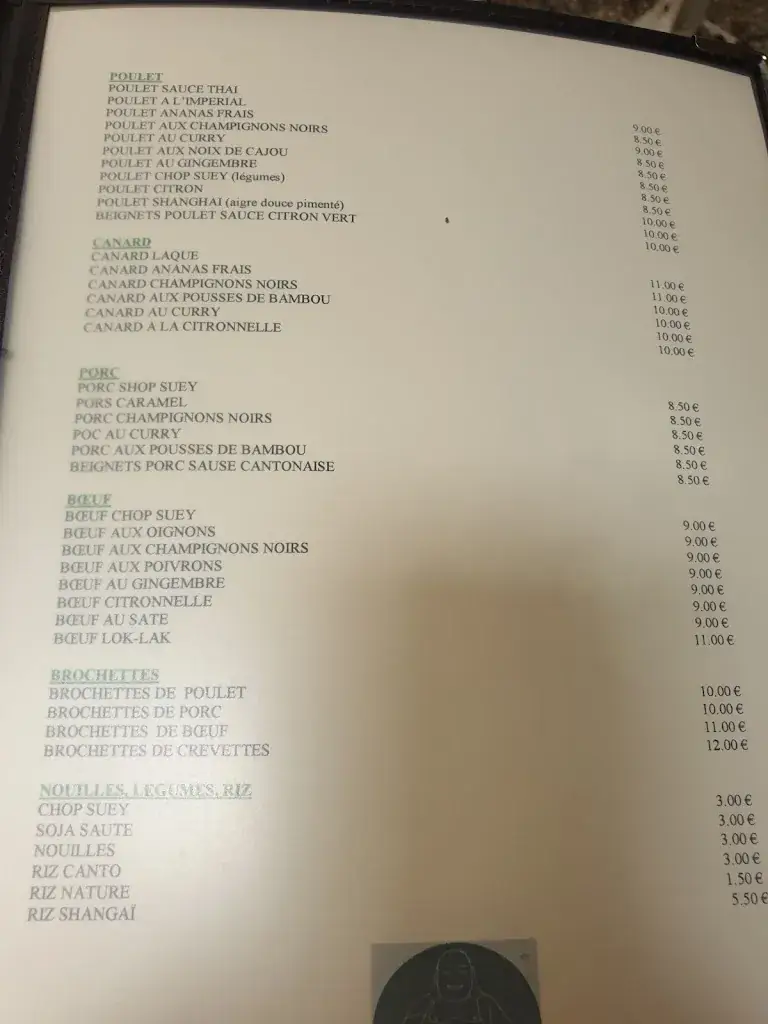 POULET
POULET SAUCE THAI 9.00 €
POULET A L'IMPERIAL 8.50 €
POULET ANANAS FRAIS 9.00 €
POULET AUX CHAMPIGNONS NOIRS 8.50 €
POULET AU CURRY 8.50 €
POULET AUX NOIX DE CAJOU 8.50 €
POULET AU GINGEMBRE 8.50 €
POULET CHOP SUEY (légumes) 8.50 €
POULET CITRON 10.00 €
POULET SHANGHAI (aigre douce pimenté) 10.00 €
BEIGNETS POULET SAUCE CITRON VERT 10.00 €
CANARD
CANARD LAQUE 11.00 €
CANARD ANANAS FRAIS 11.00 €
CANARD CHAMPIGNONS NOIRS 10.00 €
CANARD AUX POUSSES DE BAMBOU 10.00 €
CANARD AU CURRY 10.00 €
CANARD A LA CITRONNELLE 10.00 €
PORC
PORC SHOP SUEY 8.50 €
PORS CARAMEL 8.50 €
PORC CHAMPIGNONS NOIRS 8.50 €
POC AU CURRY 8.50 €
PORC AUX POUSSES DE BAMBOU 8.50 €
BEIGNETS PORC SAUSE CANTONAISE 8.50 €
BŒUF
BŒUF CHOP SUEY 9.00 €
BŒUF AUX OIGNONS 9.00 €
BŒUF AUX CHAMPIGNONS NOIRS 9.00 €
BŒUF AUX POIVRONS 9.00 €
BŒUF AU GINGEMBRE 9.00 €
BŒUF CITRONNELLE 9.00 €
BŒUF AU SATE 9.00 €
BŒUF LOK-LAK 11.00 €
BROCHETTES
BROCHETTES DE POULET 10.00 €
BROCHETTES DE PORC 10.00 €
BROCHETTES DE BŒUF 11.00 €
BROCHETTES DE CREVETTES 12.00 €
NOUILLES, LEGUMES, RIZ
CHOP SUEY 3.00 €
SOJA SAUTE 3.00 €
NOUILLES 3.00 €
RIZ CANTO 3.00 €
RIZ NATURE 1.50 €
RIZ SHANGAÏ 5.50 €